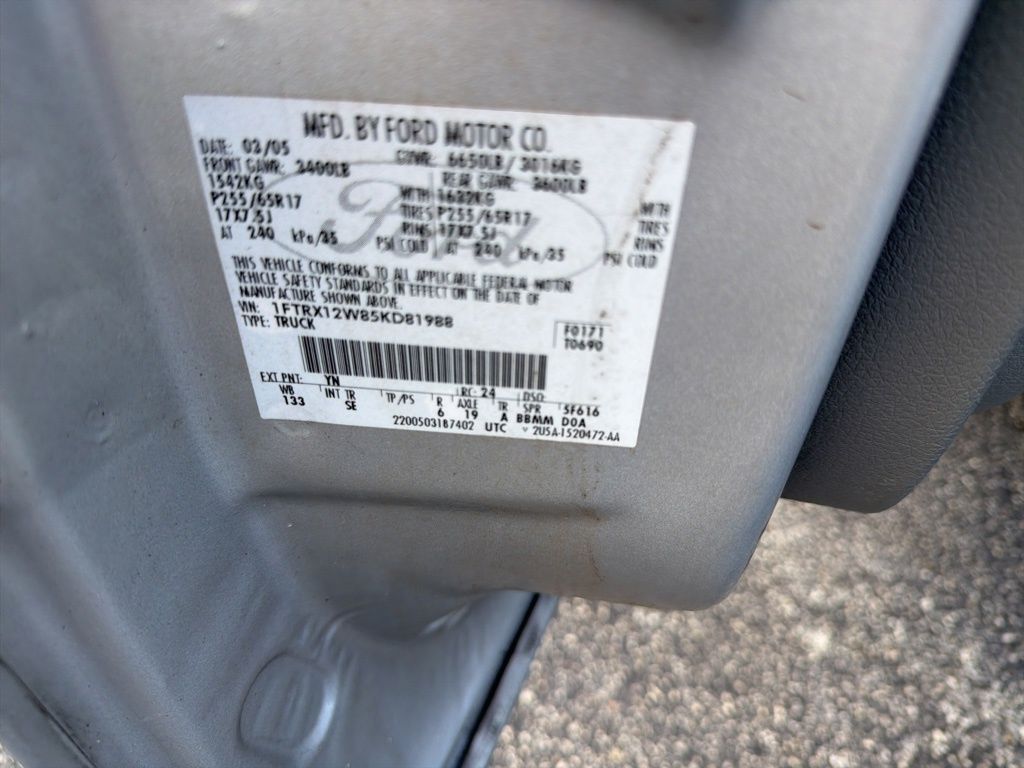 MFD. BY FORD MOTOR CO.
DATE: 03/05 GVWR: 6650LB / 3016KG
FRONT GAWR: 3400LB REAR GAWR: 3600LB
1542KG WITH 1632KG WITH
P255/65R17 TIRES P255/65R17 TIRES
17X7.5J RIMS 17X7.5J RIMS
AT 240 kPa/35 PSI COLD AT 240 kPa/35 PSI COLD
Ford
THIS VEHICLE CONFORMS TO ALL APPLICABLE FEDERAL MOTOR
VEHICLE SAFETY STANDARDS IN EFFECT ON THE DATE OF
MANUFACTURE SHOWN ABOVE.
VIN: 1FTRX12W85KD81988
TYPE: TRUCK
F0171
T0690
EXT PNT: YN RC: 24 DSO:
WB INT TR TP/PS R AXLE TR SPR 5F616
133 SE 6 19 A BBMM DOA
2200503187402 UTC 2U5A-1520472-AA